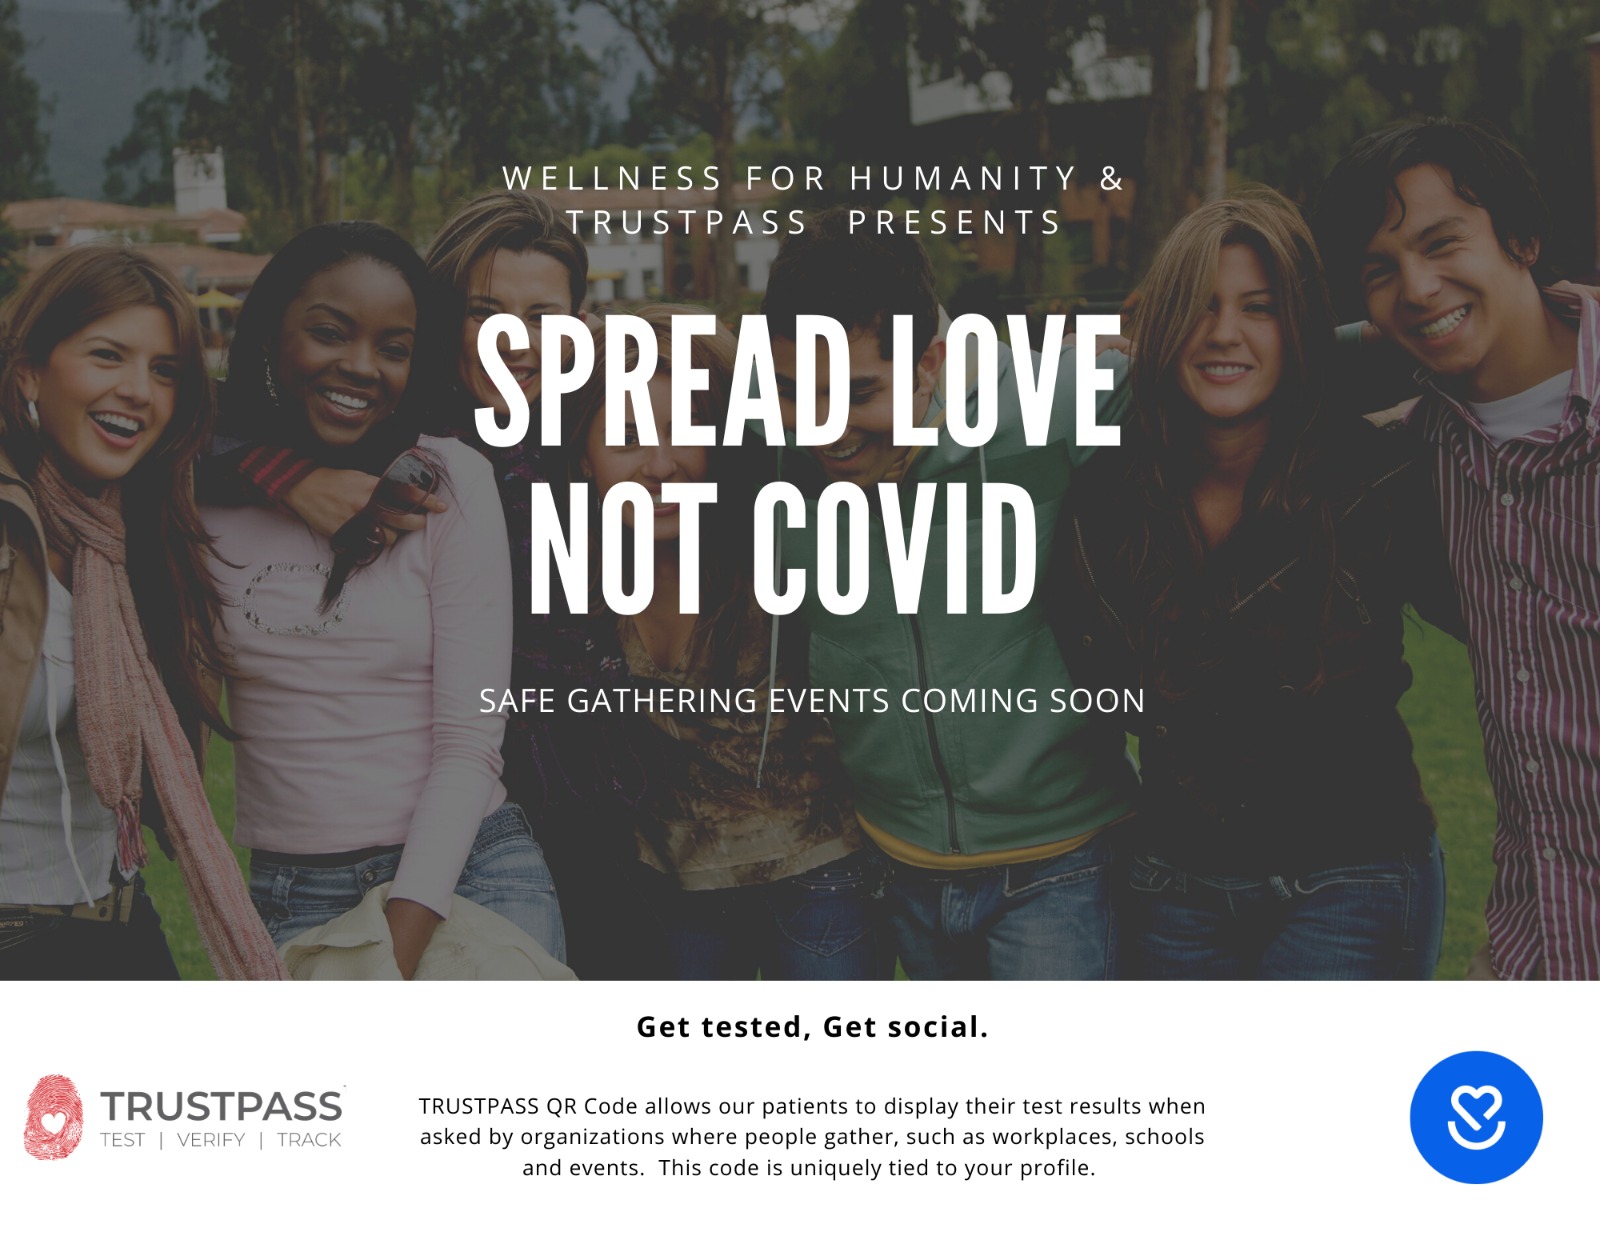 WELLNESS FOR HUMANITY &
TRUSTPASS PRESENTS
SPREAD LOVE
NOT COVID
SAFE GATHERING EVENTS COMING SOON
Get tested, Get social.
TRUSTPASS
TEST | VERIFY | TRACK
TRUSTPASS QR Code allows our patients to display their test results when
asked by organizations where people gather, such as workplaces, schools
and events. This code is uniquely tied to your profile.